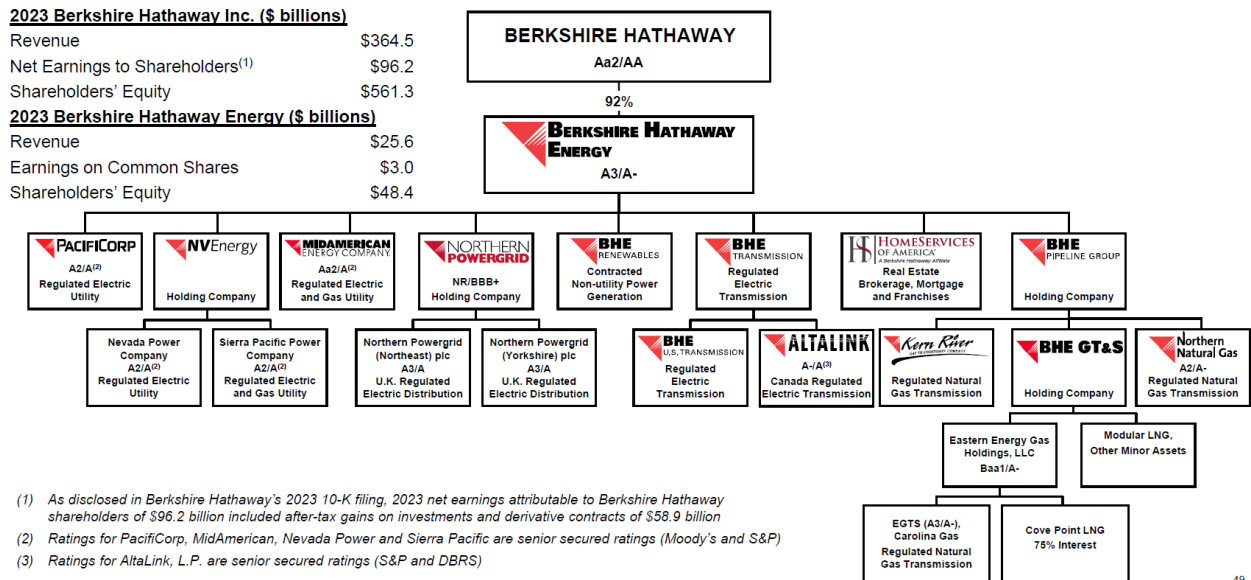 2023 Berkshire Hathaway Inc. ($ billions)
Revenue $364.5
Net Earnings to Shareholders(1) $96.2
Shareholders' Equity $561.3
2023 Berkshire Hathaway Energy ($ billions)
Revenue $25.6
Earnings on Common Shares $3.0
Shareholders' Equity $48.4
BERKSHIRE HATHAWAY
Aa2/AA
92%
BERKSHIRE HATHAWAY
ENERGY
A3/A-
PACIFICORP
A2/A(2)
Regulated Electric
Utility
NVEnergy
Holding Company
MIDAMERICAN
ENERGY COMPANY
Aa2/A(2)
Regulated Electric
and Gas Utility
NORTHERN
POWERGRID
NR/BBB+
Holding Company
BHE
RENEWABLES
Contracted
Non-utility Power
Generation
BHE
TRANSMISSION
Regulated
Electric
Transmission
HS HOMESERVICES
OF AMERICA
A Berkshire Hathaway Affiliate
Real Estate
Brokerage, Mortgage
and Franchises
BHE
PIPELINE GROUP
Holding Company
Nevada Power
Company
A2/A(2)
Regulated Electric
Utility
Sierra Pacific Power
Company
A2/A(2)
Regulated Electric
and Gas Utility
Northern Powergrid
(Northeast) plc
A3/A
U.K. Regulated
Electric Distribution
Northern Powergrid
(Yorkshire) plc
A3/A
U.K. Regulated
Electric Distribution
BHE
U.S. TRANSMISSION
Regulated
Electric
Transmission
ALTALINK
A-/A(3)
Canada Regulated
Electric Transmission
Kern River
GAS TRANSMISSION COMPANY
Regulated Natural
Gas Transmission
BHE GT&S
Holding Company
Northern
Natural Gas
A2/A-
Regulated Natural
Gas Transmission
Eastern Energy Gas
Holdings, LLC
Baa1/A-
Modular LNG,
Other Minor Assets
EGTS (A3/A-),
Carolina Gas
Regulated Natural
Gas Transmission
Cove Point LNG
75% Interest
(1) As disclosed in Berkshire Hathaway's 2023 10-K filing, 2023 net earnings attributable to Berkshire Hathaway
shareholders of $96.2 billion included after-tax gains on investments and derivative contracts of $58.9 billion
(2) Ratings for PacifiCorp, MidAmerican, Nevada Power and Sierra Pacific are senior secured ratings (Moody's and S&P)
(3) Ratings for AltaLink, L.P. are senior secured ratings (S&P and DBRS)
49